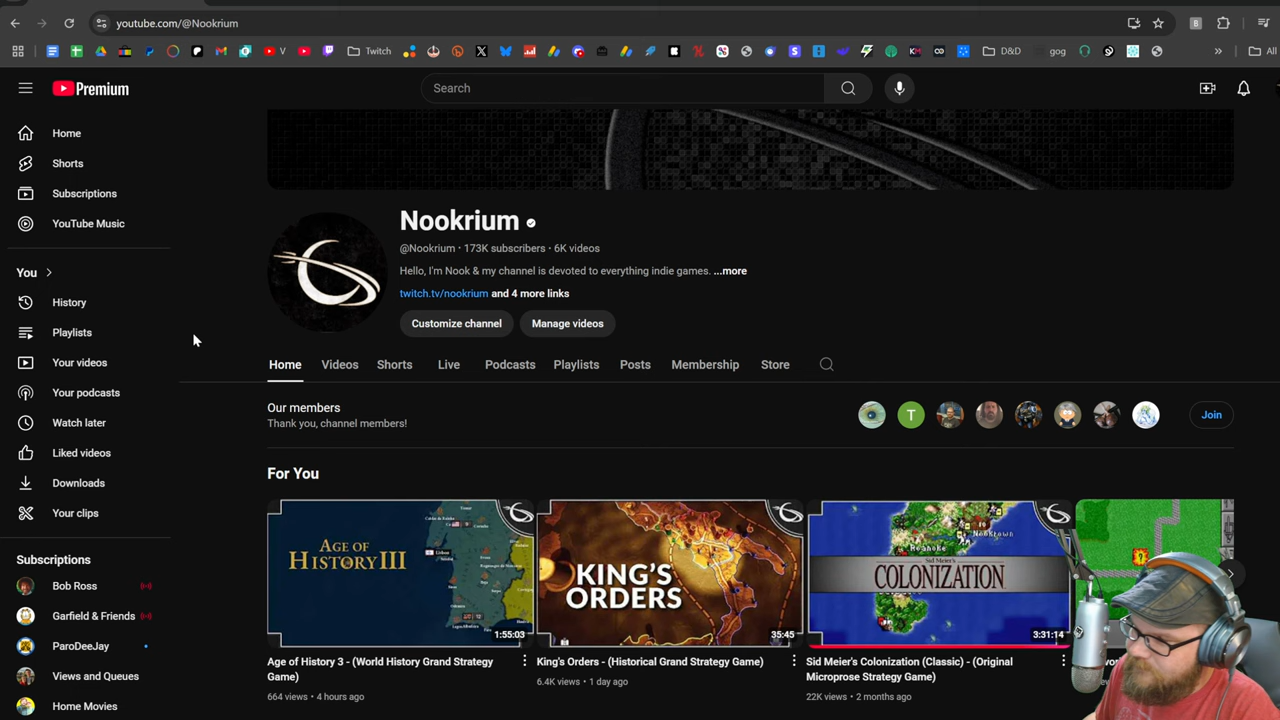 youtube.com/@Nookrium
Twitch
D&D
gog
All
Premium
Search
Home
Shorts
Subscriptions
YouTube Music
You
History
Playlists
Your videos
Your podcasts
Watch later
Liked videos
Downloads
Your clips
Subscriptions
Bob Ross
Garfield & Friends
ParoDeeJay
Views and Queues
Home Movies
Nookrium
@Nookrium · 173K subscribers · 6K videos
Hello, I'm Nook & my channel is devoted to everything indie games. ...more
twitch.tv/nookrium and 4 more links
Customize channel
Manage videos
Home Videos Shorts Live Podcasts Playlists Posts Membership Store
Our members
Thank you, channel members!
T
Join
For You
AGE OF
HISTORY III
1:55:03
Age of History 3 - (World History Grand Strategy
Game)
664 views · 4 hours ago
KING'S
ORDERS
35:45
King's Orders - (Historical Grand Strategy Game)
6.4K views · 1 day ago
Roanoke
Sid Meier's
COLONIZATION
3:31:14
Sid Meier's Colonization (Classic) - (Original
Microprose Strategy Game)
22K views · 2 months ago